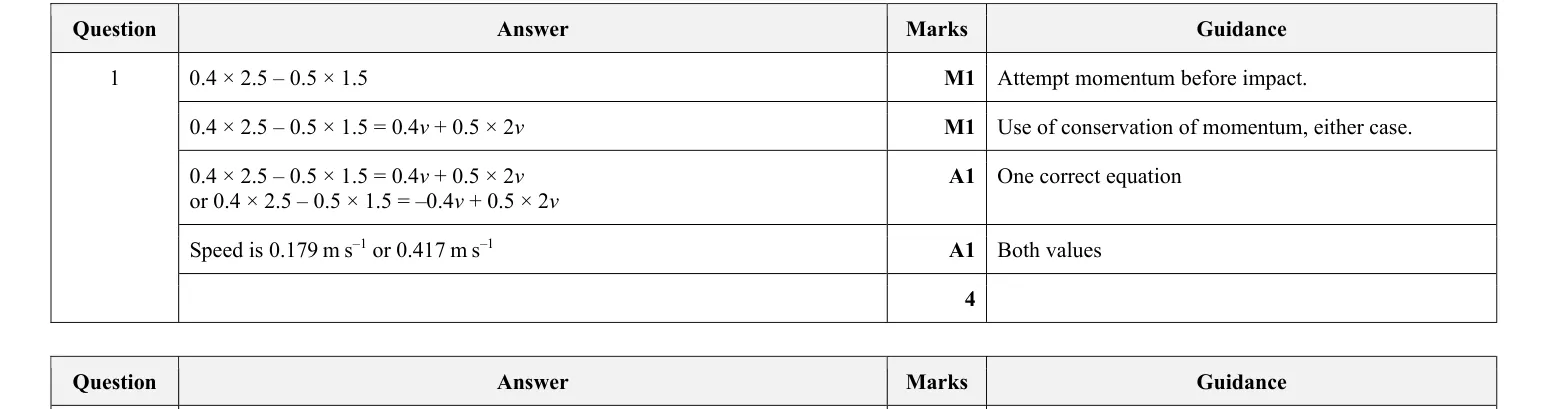 Question Answer Marks Guidance
1 0.4 × 2.5 – 0.5 × 1.5 M1 Attempt momentum before impact.
0.4 × 2.5 – 0.5 × 1.5 = 0.4v + 0.5 × 2v M1 Use of conservation of momentum, either case.
0.4 × 2.5 – 0.5 × 1.5 = 0.4v + 0.5 × 2v A1 One correct equation
or 0.4 × 2.5 – 0.5 × 1.5 = –0.4v + 0.5 × 2v
Speed is 0.179 m s⁻¹ or 0.417 m s⁻¹ A1 Both values
4
Question Answer Marks Guidance